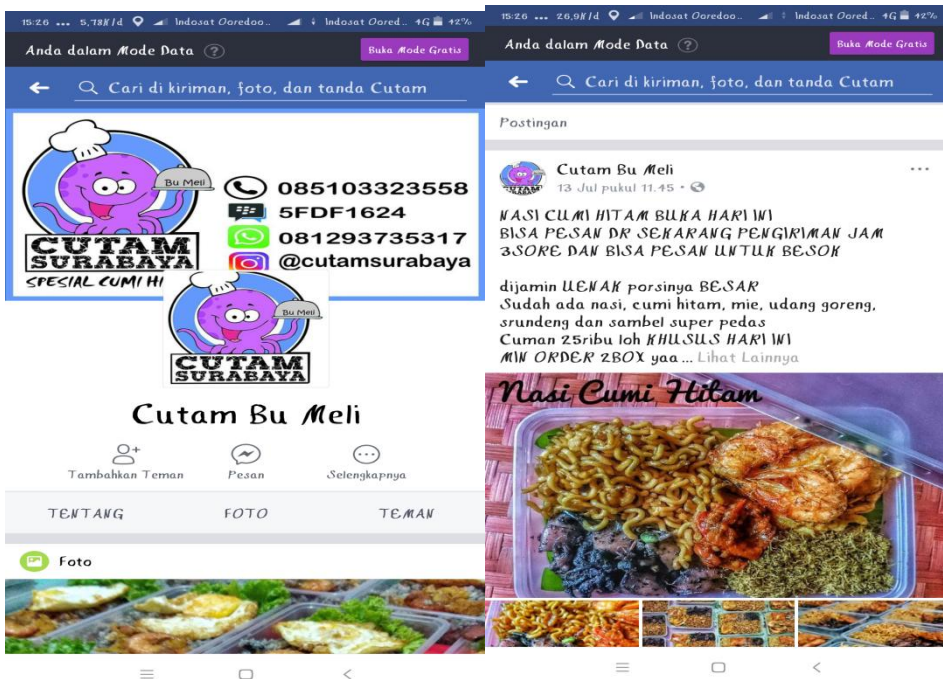 15:26 ... 5,78K/d Indosat Ooredoo.. Indosat Oored.. 4G 42%
Anda dalam Mode Data ? Buka Mode Gratis
Cari di kiriman, foto, dan tanda Cutam
Bu Meli
085103323558
5FDF1624
081293735317
@cutamsurabaya
CUTAM
SURABAYA
SPESIAL CUMI HI
Bu Meli
CUTAM
SURABAYA
Cutam Bu Meli
Tambahkan Teman Pesan Selengkapnya
TENTANG FOTO TEMAN
Foto
15:26 ... 26,9K/d Indosat Ooredoo.. Indosat Oored.. 4G 42%
Anda dalam Mode Data ? Buka Mode Gratis
Cari di kiriman, foto, dan tanda Cutam
Postingan
Cutam Bu Meli
13 Jul pukul 11.45 •
NASI CUMI HITAM BUKA HARI INI
BISA PESAN DR SEKARANG PENGIRIMAN JAM
3SORE DAN BISA PESAN UNTUK BESOK
dijamin UENAK porsinya BESAR
Sudah ada nasi, cumi hitam, mie, udang goreng,
srundeng dan sambel super pedas
Cuman 25ribu loh KHUSUS HARI INI
MIN ORDER 2BOX yaa ... Lihat Lainnya
Nasi Cumi Hitam